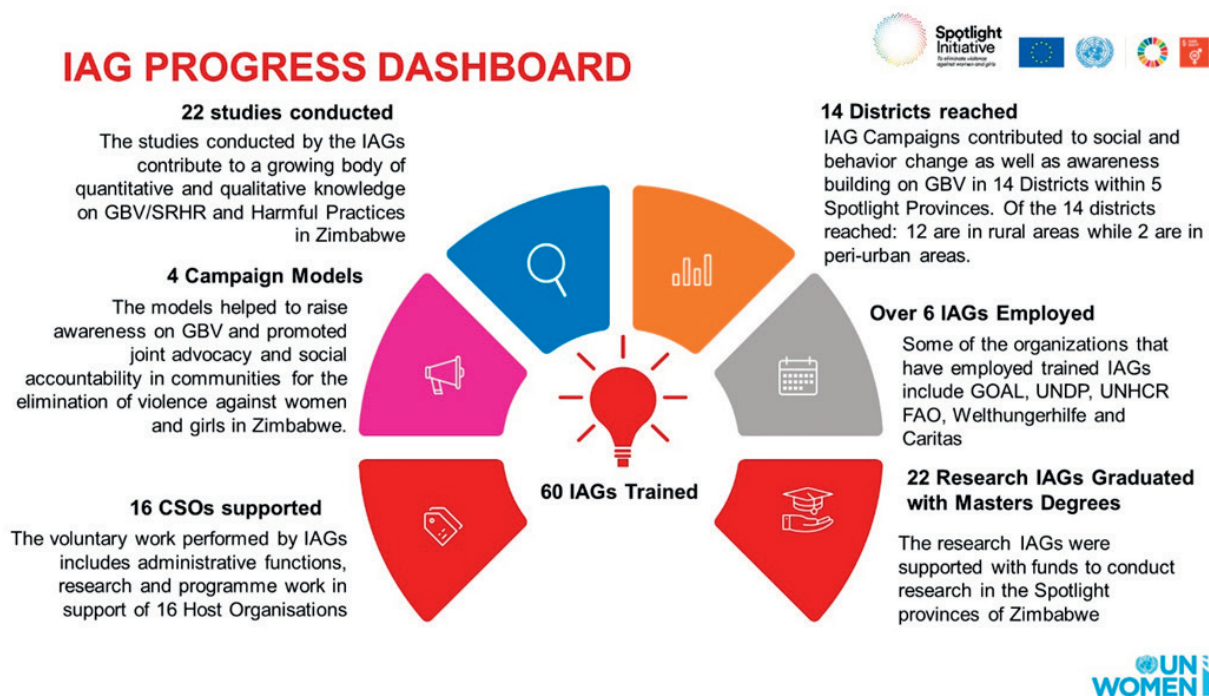 Spotlight
Initiative
To eliminate violence
against women and girls
IAG PROGRESS DASHBOARD
22 studies conducted
The studies conducted by the IAGs
contribute to a growing body of
quantitative and qualitative knowledge
on GBV/SRHR and Harmful Practices
in Zimbabwe
4 Campaign Models
The models helped to raise
awareness on GBV and promoted
joint advocacy and social
accountability in communities for the
elimination of violence against women
and girls in Zimbabwe.
16 CSOs supported
The voluntary work performed by IAGs
includes administrative functions,
research and programme work in
support of 16 Host Organisations
60 IAGs Trained
14 Districts reached
IAG Campaigns contributed to social and
behavior change as well as awareness
building on GBV in 14 Districts within 5
Spotlight Provinces. Of the 14 districts
reached: 12 are in rural areas while 2 are in
peri-urban areas.
Over 6 IAGs Employed
Some of the organizations that
have employed trained IAGs
include GOAL, UNDP, UNHCR
FAO, Welthungerhilfe and
Caritas
22 Research IAGs Graduated
with Masters Degrees
The research IAGs were
supported with funds to conduct
research in the Spotlight
provinces of Zimbabwe
UN
WOMEN